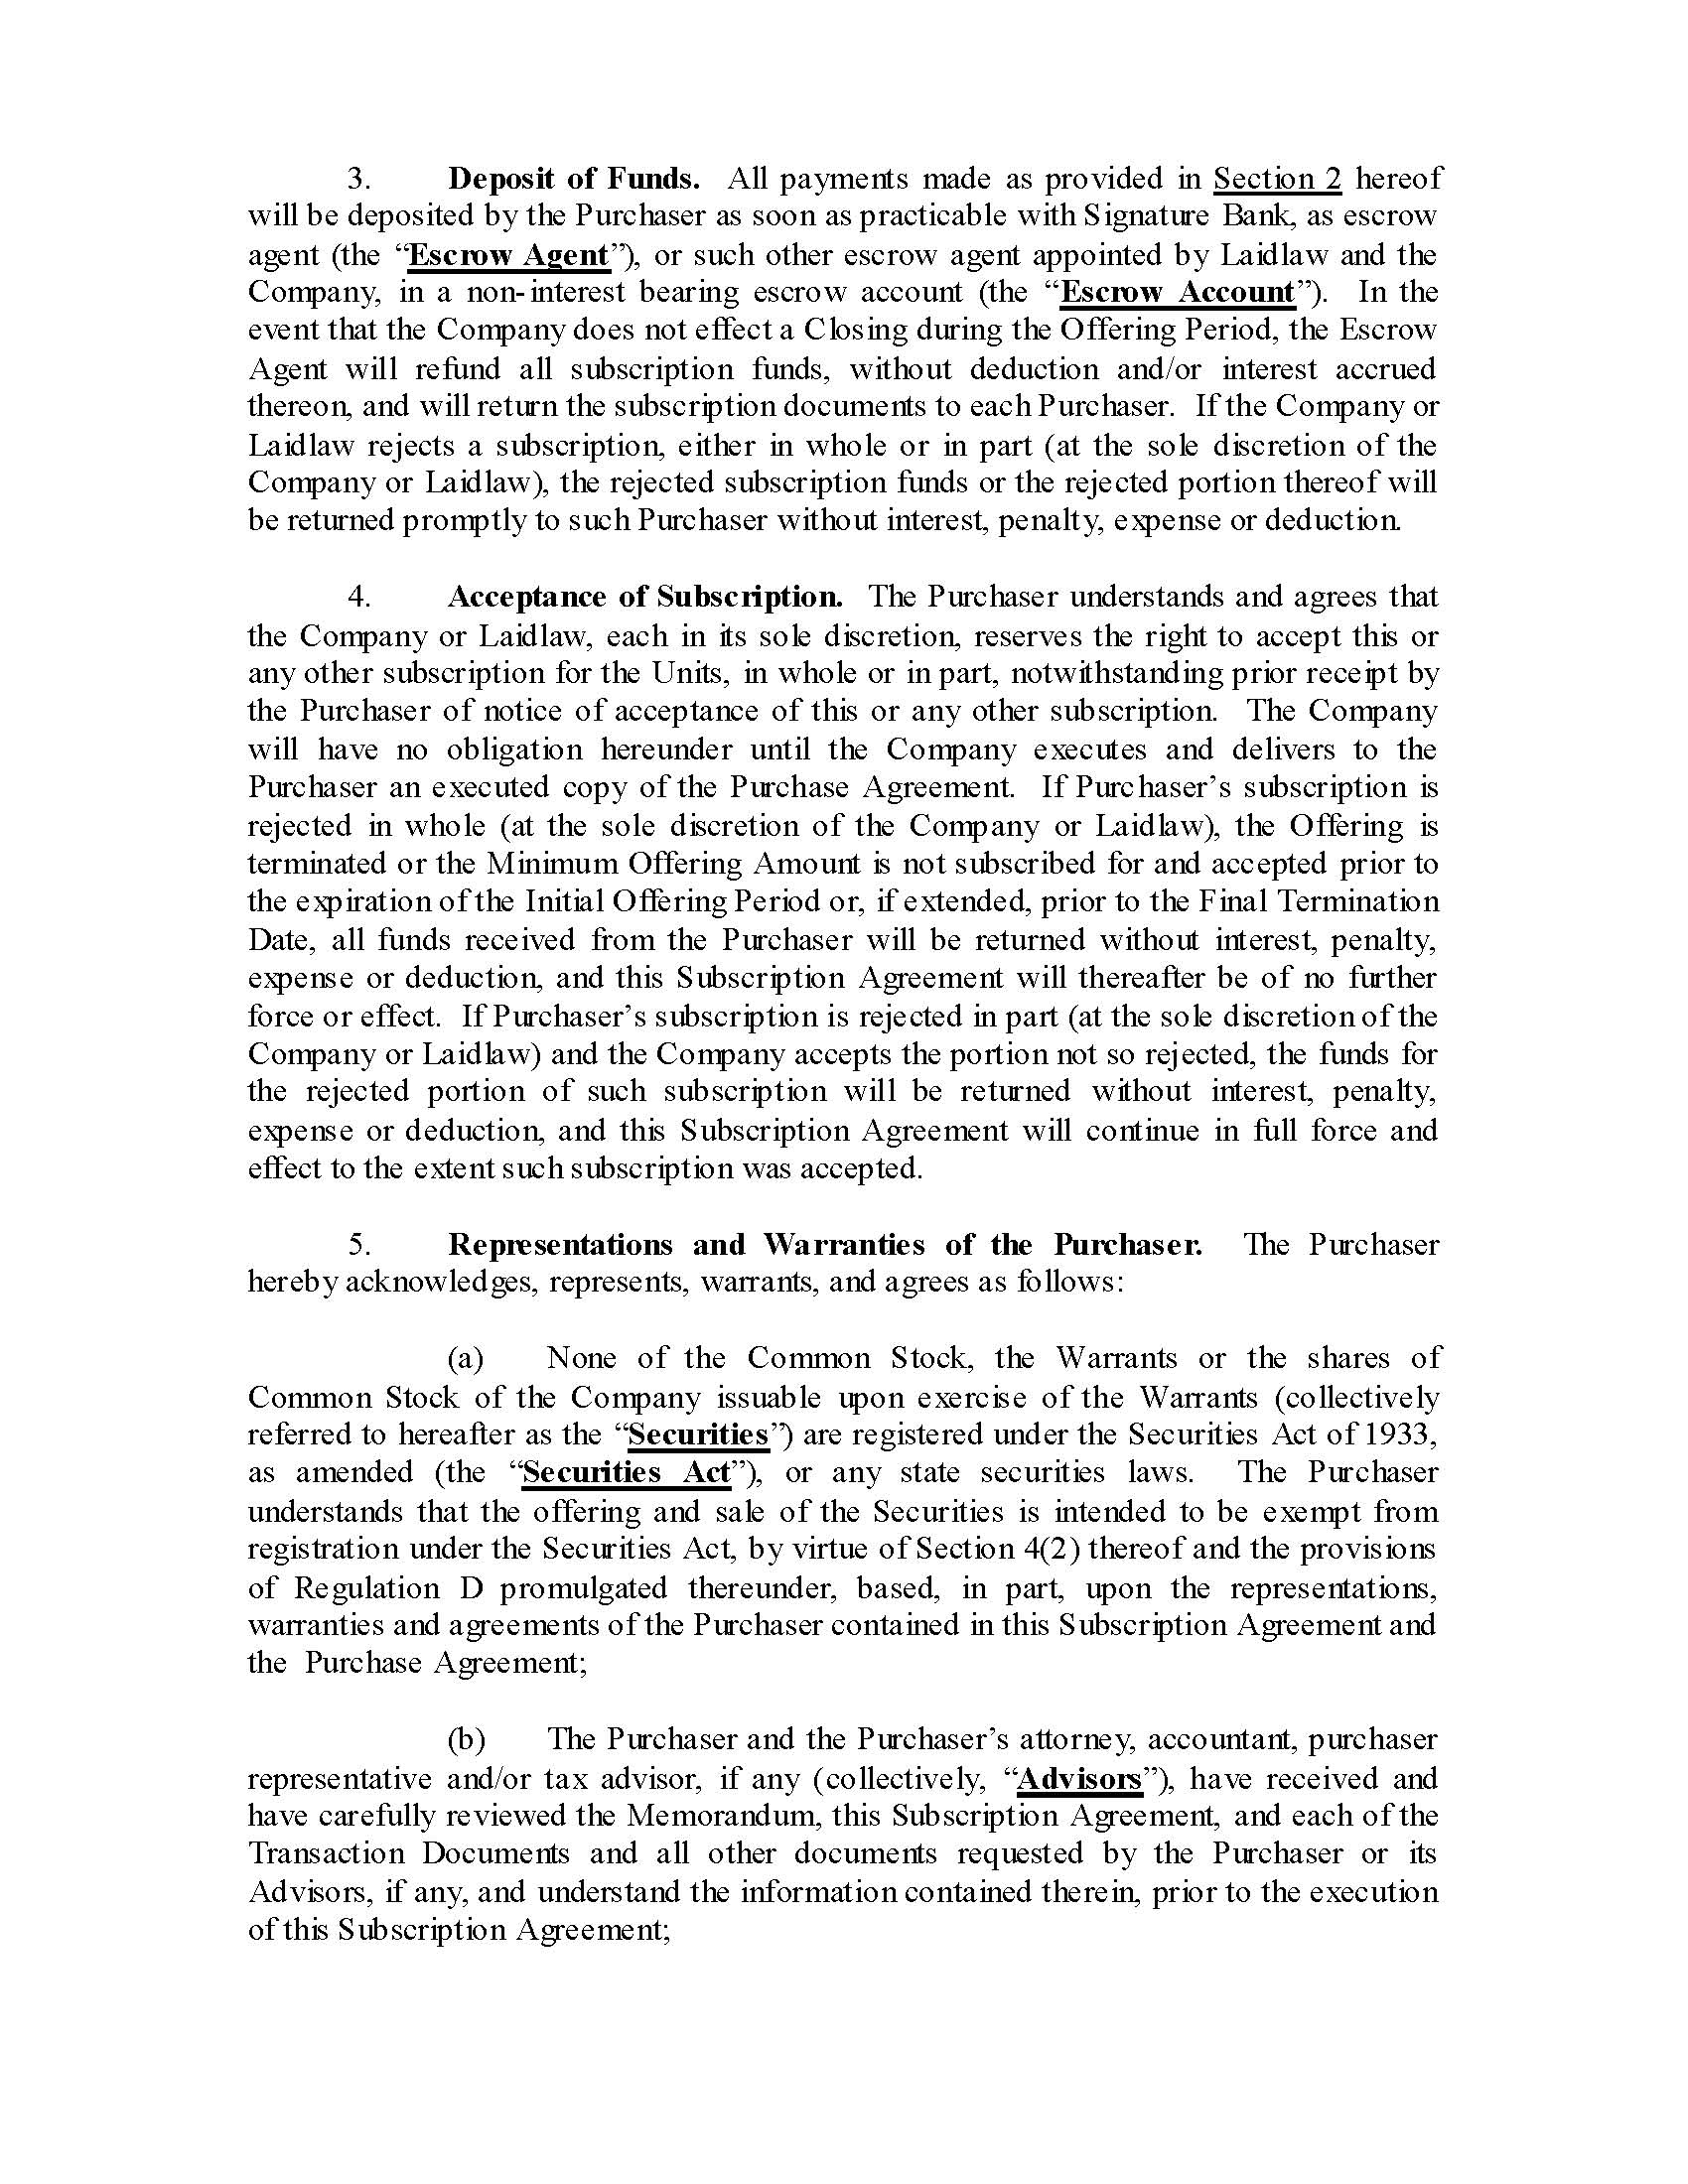 3. Deposit of Funds. All payments made as provided in Section 2 hereof
will be deposited by the Purchaser as soon as practicable with Signature Bank, as escrow
agent (the “Escrow Agent”), or such other escrow agent appointed by Laidlaw and the
Company, in a non-interest bearing escrow account (the “Escrow Account”). In the
event that the Company does not effect a Closing during the Offering Period, the Escrow
Agent will refund all subscription funds, without deduction and/or interest accrued
thereon, and will return the subscription documents to each Purchaser. If the Company or
Laidlaw rejects a subscription, either in whole or in part (at the sole discretion of the
Company or Laidlaw), the rejected subscription funds or the rejected portion thereof will
be returned promptly to such Purchaser without interest, penalty, expense or deduction.
4. Acceptance of Subscription. The Purchaser understands and agrees that
the Company or Laidlaw, each in its sole discretion, reserves the right to accept this or
any other subscription for the Units, in whole or in part, notwithstanding prior receipt by
the Purchaser of notice of acceptance of this or any other subscription. The Company
will have no obligation hereunder until the Company executes and delivers to the
Purchaser an executed copy of the Purchase Agreement. If Purchaser’s subscription is
rejected in whole (at the sole discretion of the Company or Laidlaw), the Offering is
terminated or the Minimum Offering Amount is not subscribed for and accepted prior to
the expiration of the Initial Offering Period or, if extended, prior to the Final Termination
Date, all funds received from the Purchaser will be returned without interest, penalty,
expense or deduction, and this Subscription Agreement will thereafter be of no further
force or effect. If Purchaser’s subscription is rejected in part (at the sole discretion of the
Company or Laidlaw) and the Company accepts the portion not so rejected, the funds for
the rejected portion of such subscription will be returned without interest, penalty,
expense or deduction, and this Subscription Agreement will continue in full force and
effect to the extent such subscription was accepted.
5. Representations and Warranties of the Purchaser. The Purchaser
hereby acknowledges, represents, warrants, and agrees as follows:
(a) None of the Common Stock, the Warrants or the shares of
Common Stock of the Company issuable upon exercise of the Warrants (collectively
referred to hereafter as the “Securities”) are registered under the Securities Act of 1933,
as amended (the “Securities Act”), or any state securities laws. The Purchaser
understands that the offering and sale of the Securities is intended to be exempt from
registration under the Securities Act, by virtue of Section 4(2) thereof and the provisions
of Regulation D promulgated thereunder, based, in part, upon the representations,
warranties and agreements of the Purchaser contained in this Subscription Agreement and
the Purchase Agreement;
(b) The Purchaser and the Purchaser’s attorney, accountant, purchaser
representative and/or tax advisor, if any (collectively, “Advisors”), have received and
have carefully reviewed the Memorandum, this Subscription Agreement, and each of the
Transaction Documents and all other documents requested by the Purchaser or its
Advisors, if any, and understand the information contained therein, prior to the execution
of this Subscription Agreement;